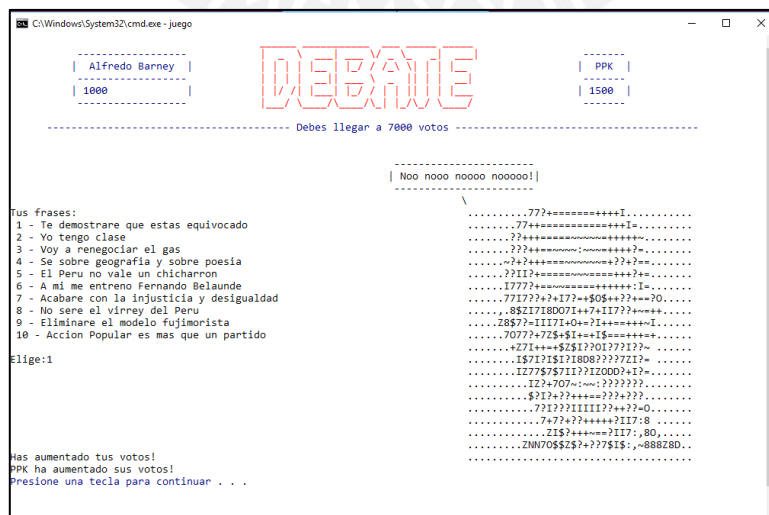 C:\Windows\System32\cmd.exe - juego
DEBATE
| Alfredo Barney |
| PPK |
| 1000 |
| 1500 |
--------------------------------------- Debes llegar a 7000 votos ---------------------------------------
| Noo nooo noooo nooooo!|
Tus frases:
1 - Te demostrare que estas equivocado
2 - Yo tengo clase
3 - Voy a renegociar el gas
4 - Se sobre geografia y sobre poesia
5 - El Peru no vale un chicharron
6 - A mi me entreno Fernando Belaunde
7 - Acabare con la injusticia y desigualdad
8 - No sere el virrey del Peru
9 - Eliminare el modelo fujimorista
10 - Accion Popular es mas que un partido
Elige:1
Has aumentado tus votos!
PPK ha aumentado sus votos!
Presione una tecla para continuar . . .